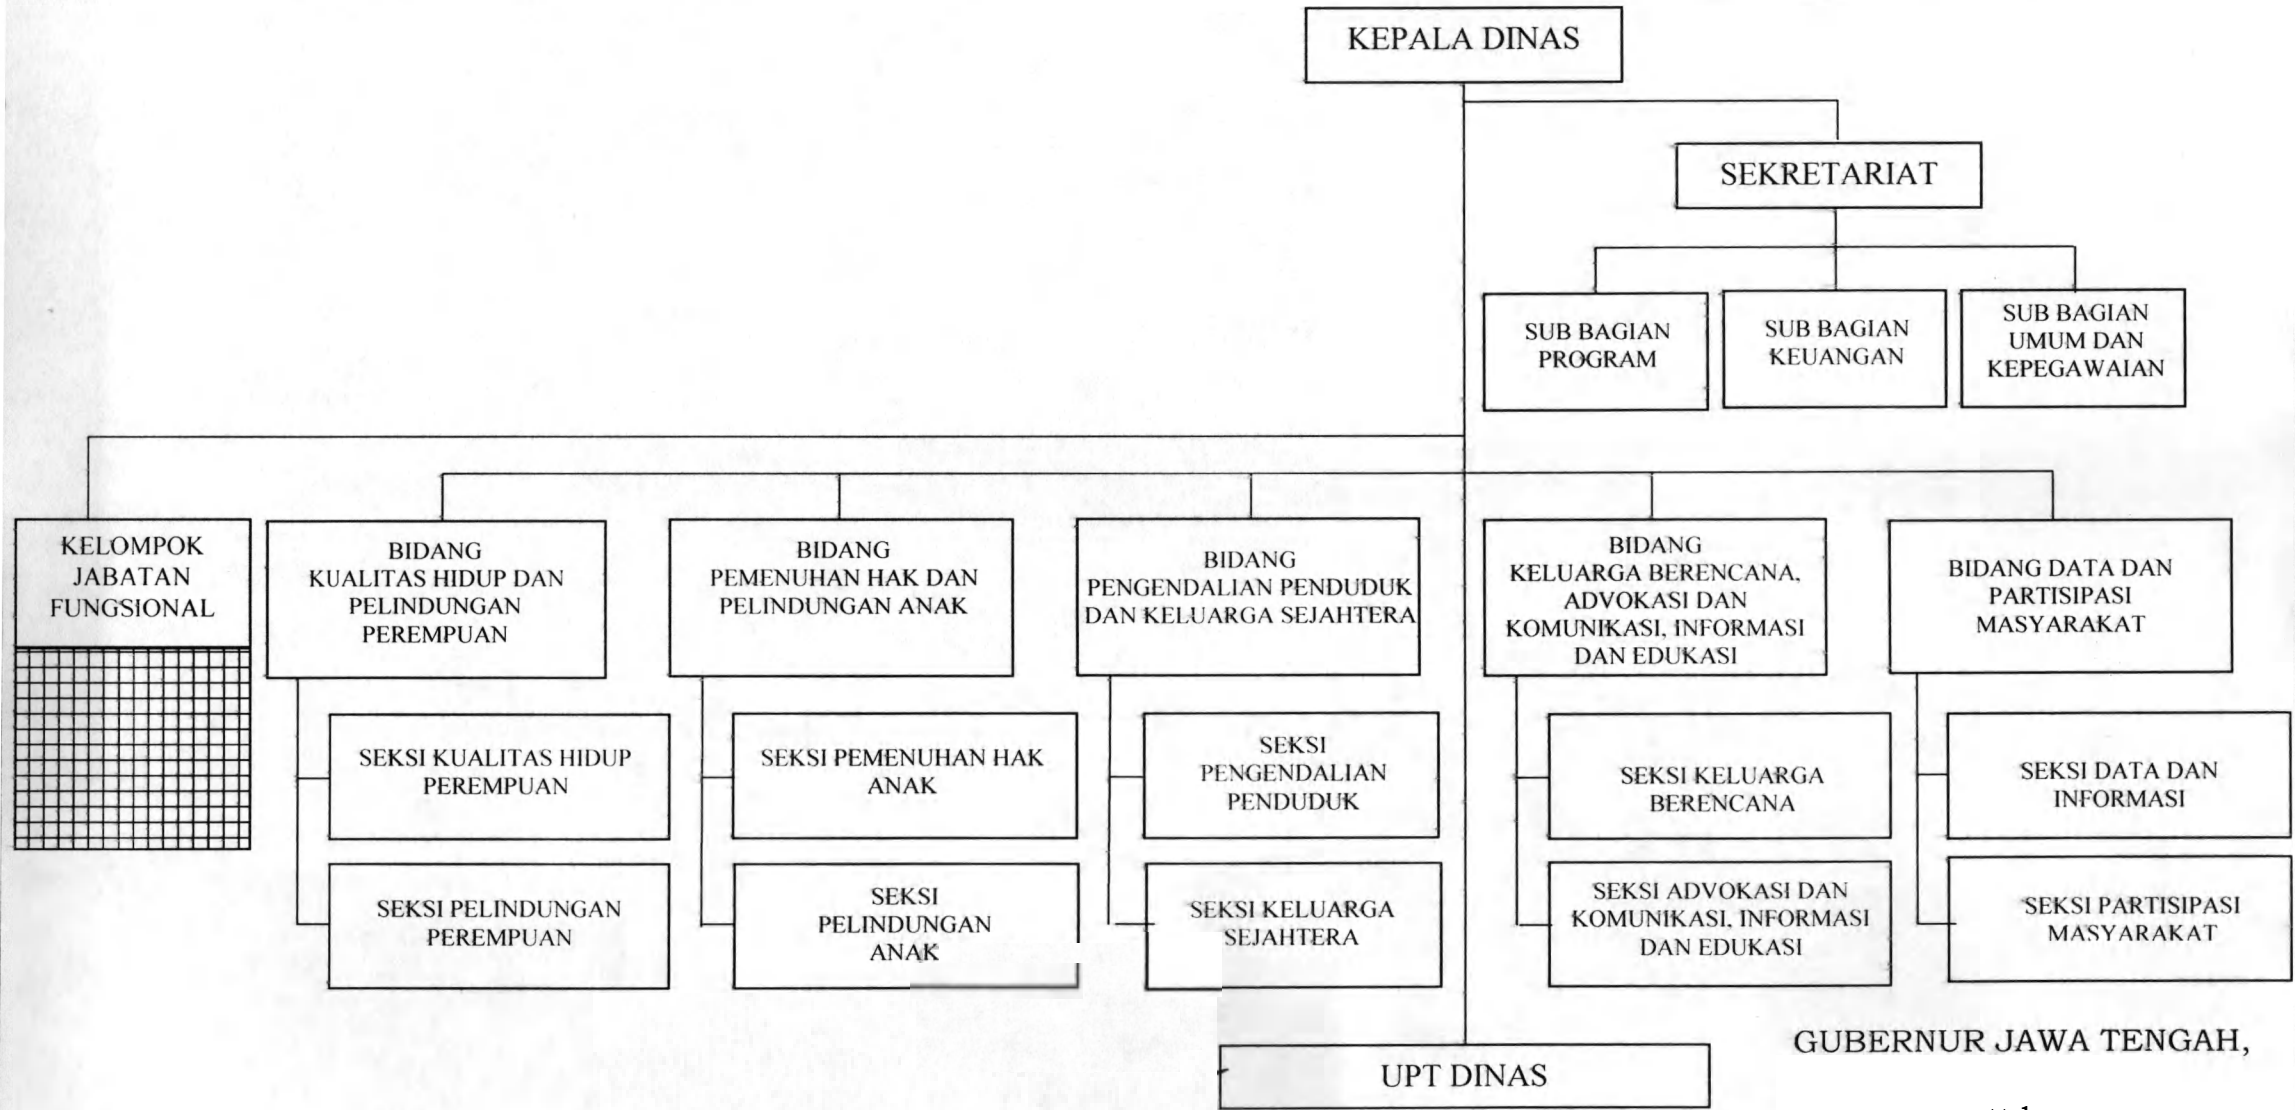 KEPALA DINAS
SEKRETARIAT
SUB BAGIAN
PROGRAM
SUB BAGIAN
KEUANGAN
SUB BAGIAN
UMUM DAN
KEPEGAWAIAN
KELOMPOK
JABATAN
FUNGSIONAL
BIDANG
KUALITAS HIDUP DAN
PELINDUNGAN
PEREMPUAN
BIDANG
PEMENUHAN HAK DAN
PELINDUNGAN ANAK
BIDANG
PENGENDALIAN PENDUDUK
DAN KELUARGA SEJAHTERA
BIDANG
KELUARGA BERENCANA,
ADVOKASI DAN
KOMUNIKASI, INFORMASI
DAN EDUKASI
BIDANG DATA DAN
PARTISIPASI
MASYARAKAT
SEKSI KUALITAS HIDUP
PEREMPUAN
SEKSI PEMENUHAN HAK
ANAK
SEKSI
PENGENDALIAN
PENDUDUK
SEKSI KELUARGA
BERENCANA
SEKSI DATA DAN
INFORMASI
SEKSI PELINDUNGAN
PEREMPUAN
SEKSI
PELINDUNGAN
ANAK
SEKSI KELUARGA
SEJAHTERA
SEKSI ADVOKASI DAN
KOMUNIKASI, INFORMASI
DAN EDUKASI
SEKSI PARTISIPASI
MASYARAKAT
GUBERNUR JAWA TENGAH,
UPT DINAS